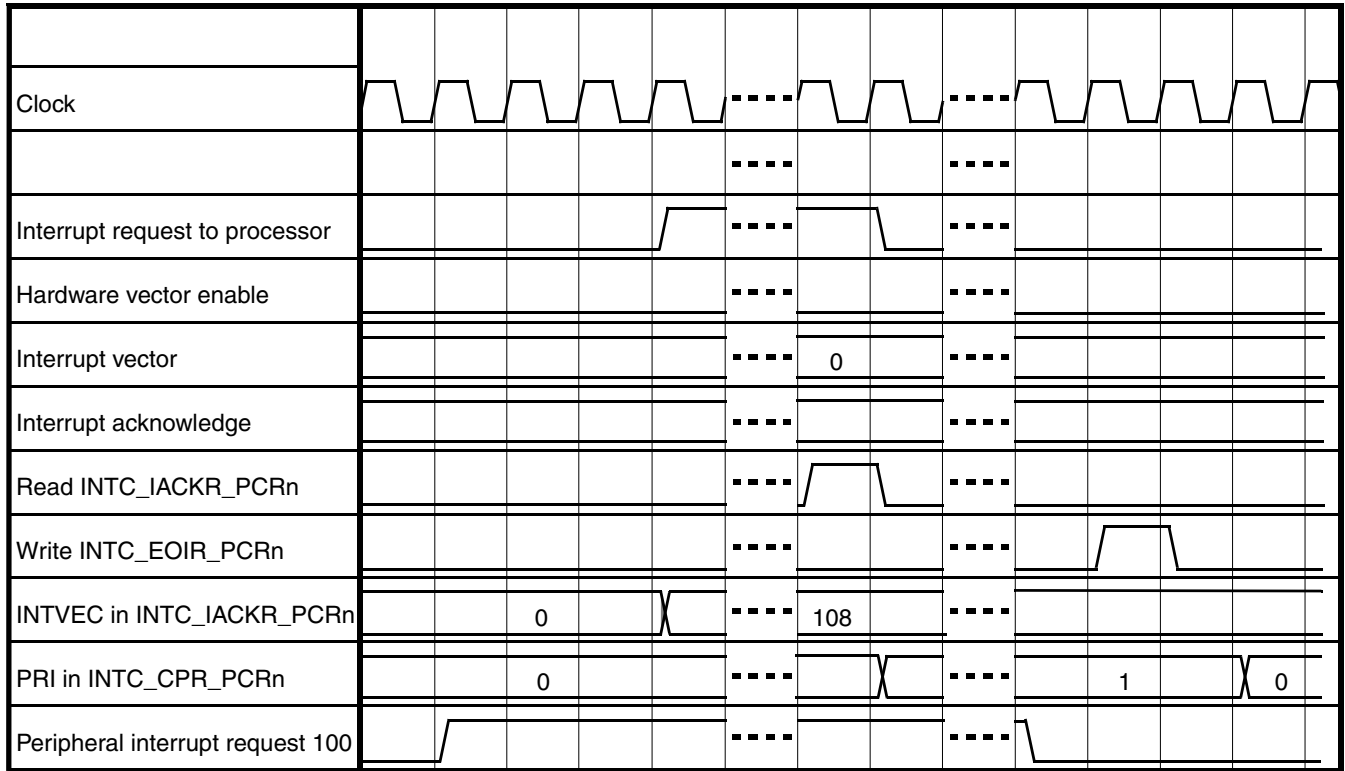 Clock
Interrupt request to processor
Hardware vector enable
Interrupt vector
0
Interrupt acknowledge
Read INTC_IACKR_PCRn
Write INTC_EOIR_PCRn
INTVEC in INTC_IACKR_PCRn
0
108
PRI in INTC_CPR_PCRn
0
1
0
Peripheral interrupt request 100